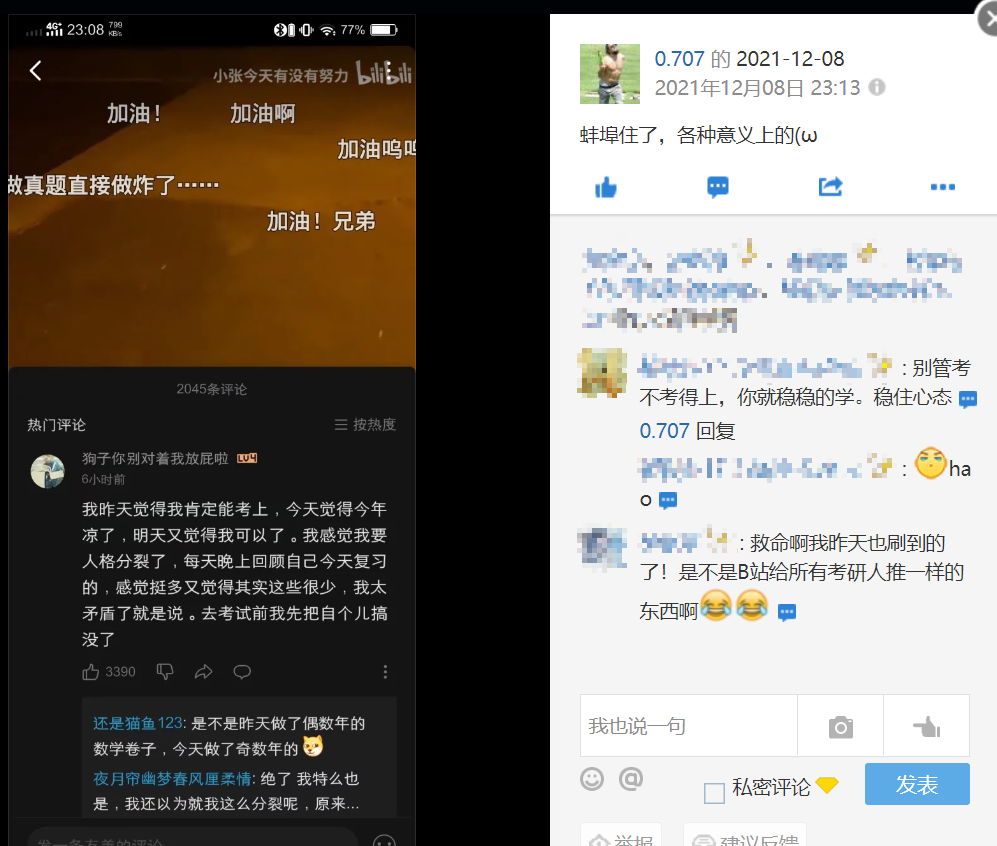 4G+ 23:08 799 KB/s 77%
小张今天有没有努力 bilibili
加油! 加油啊
加油呜呜
做真题直接做炸了……
加油！兄弟
2045条评论
热门评论 按热度
狗子你别对着我放屁啦 LV4
6小时前
我昨天觉得我肯定能考上，今天觉得今年
凉了，明天又觉得我可以了。我感觉我要
人格分裂了，每天晚上回顾自己今天复习
的，感觉挺多又觉得其实这些很少，我太
矛盾了就是说。去考试前我先把自个儿搞
没了
3390
还是猫鱼123: 是不是昨天做了偶数年的
数学卷子，今天做了奇数年的
夜月帘幽梦春风厘柔情: 绝了 我特么也
是，我还以为就我这么分裂呢，原来...
发一条友善的评论
0.707 的 2021-12-08
2021年12月08日 23:13
蚌埠住了，各种意义上的(ω
: 别管考
不考得上，你就稳稳的学。稳住心态
0.707 回复
: ha
o
: 救命啊我昨天也刷到的
了！是不是B站给所有考研人推一样的
东西啊
我也说一句
私密评论 发表
举报 建议反馈